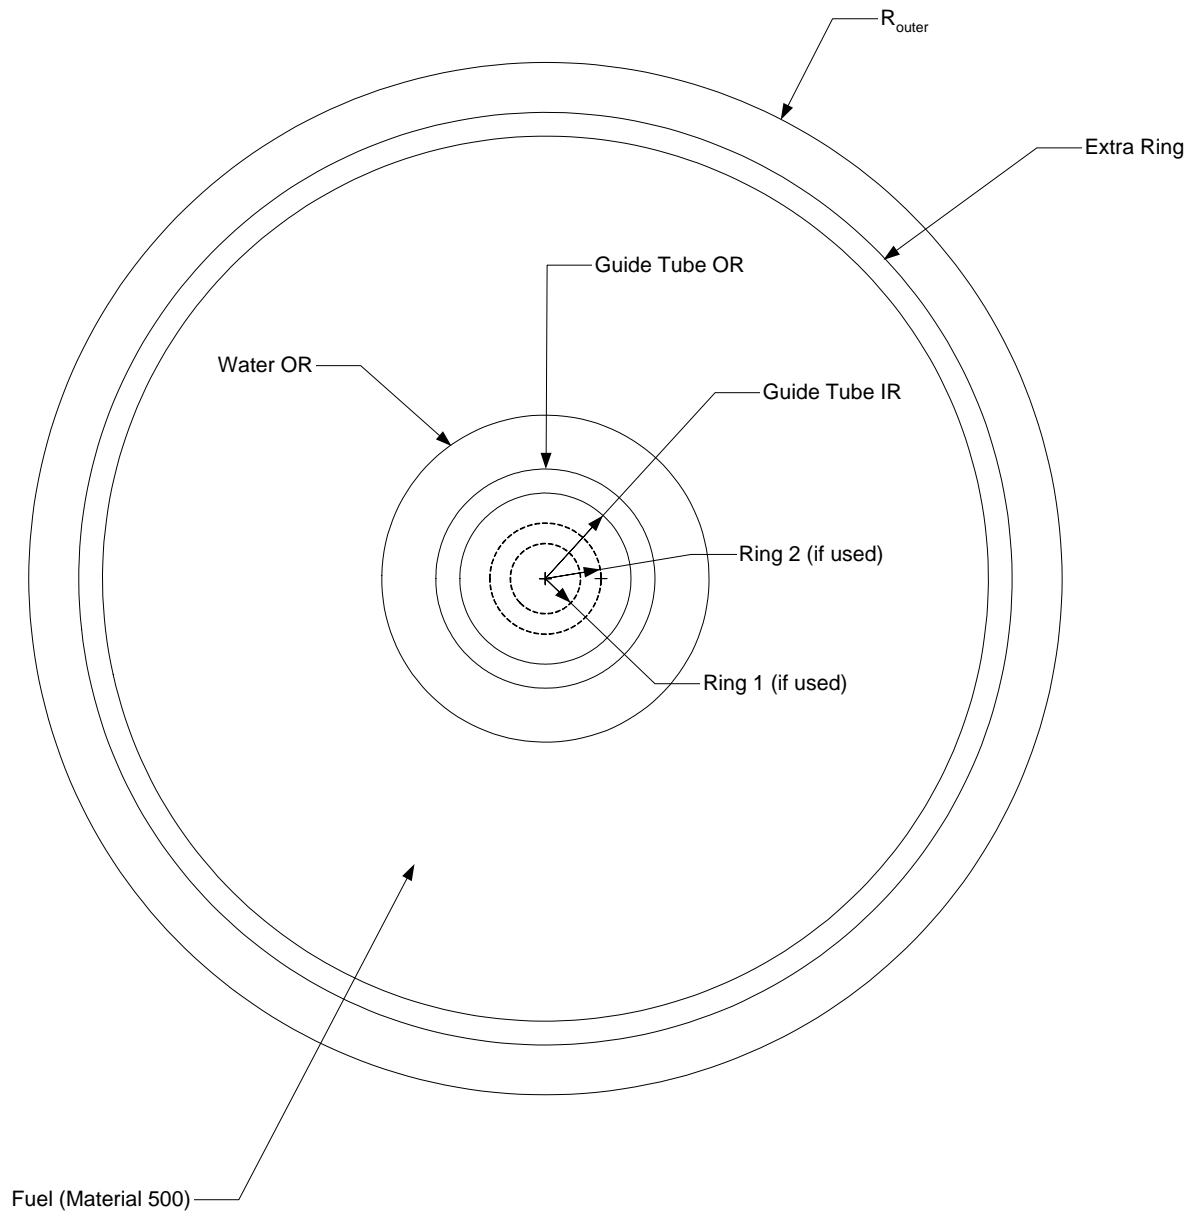 R_outer
Extra Ring
Guide Tube OR
Water OR
Guide Tube IR
Ring 2 (if used)
Ring 1 (if used)
Fuel (Material 500)